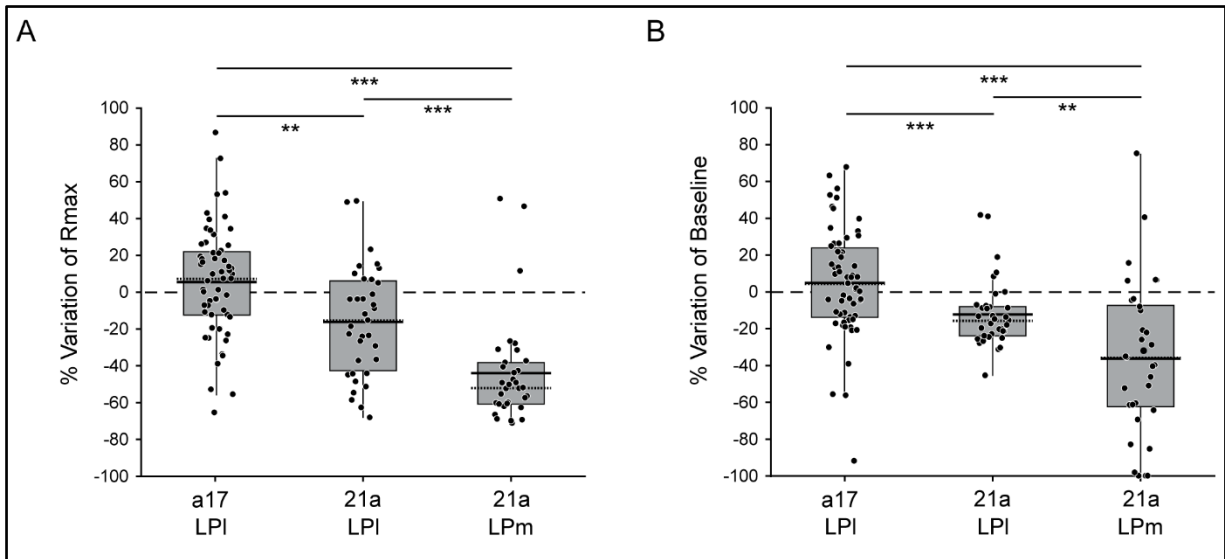 A
***
***
**
% Variation of Rmax
100
80
60
40
20
0
-20
-40
-60
-80
-100
a17
LPl
21a
LPl
21a
LPm
B
***
**
***
% Variation of Baseline
100
80
60
40
20
0
-20
-40
-60
-80
-100
a17
LPl
21a
LPl
21a
LPm